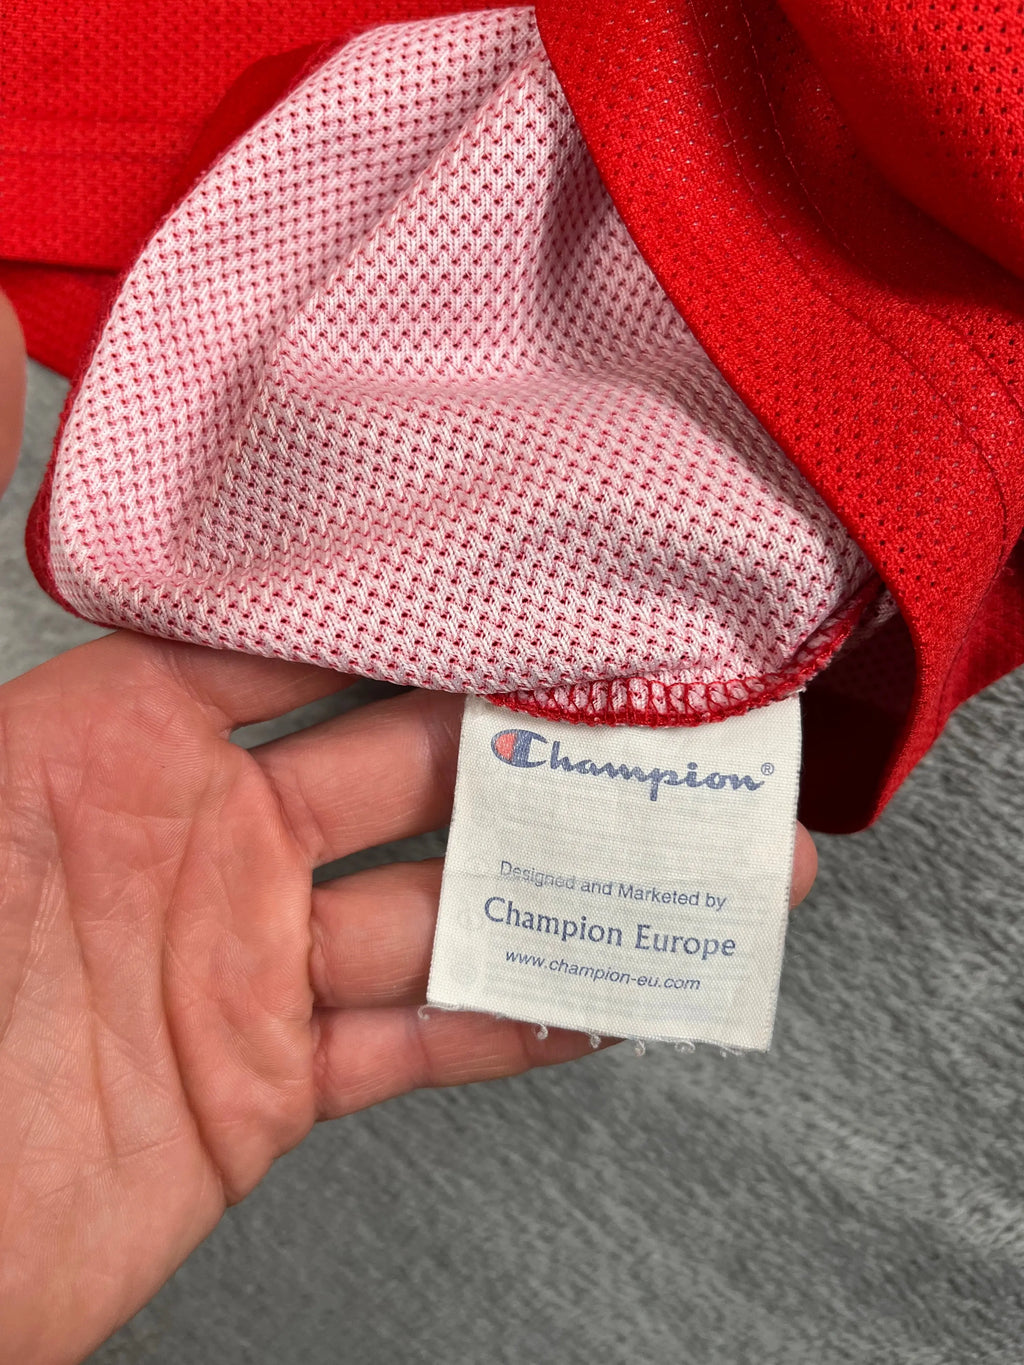 Champion®
Designed and Marketed by
Champion Europe
www.champion-eu.com